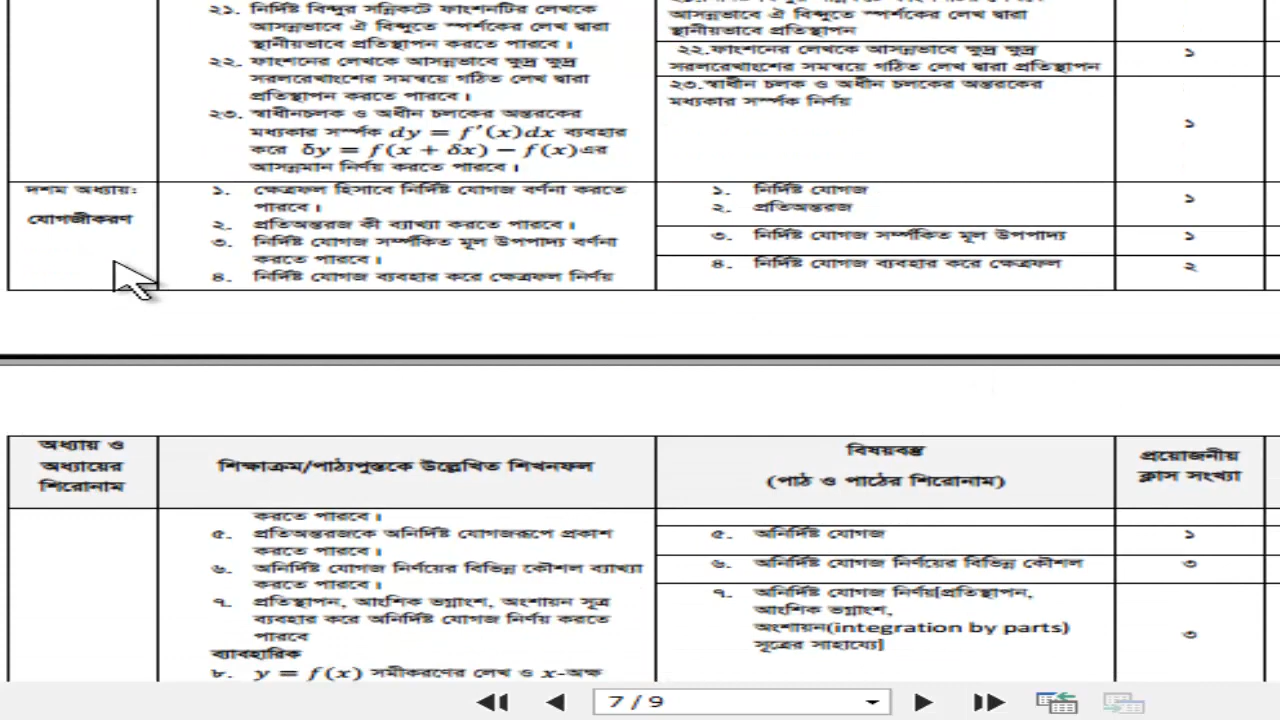 ২১. নির্দিষ্ট বিন্দুর সন্নিকটে ফাংশনটির লেখকে
আসন্নভাবে ঐ বিন্দুতে স্পর্শকের লেখ দ্বারা
স্থানীয়ভাবে প্রতিস্থাপন করতে পারবে।
২২. ফাংশনের লেখকে আসন্নভাবে ক্ষুদ্র ক্ষুদ্র
সরলরেখাংশের সমন্বয়ে গঠিত লেখ দ্বারা
প্রতিস্থাপন করতে পারবে।
২৩. স্বাধীনচলক ও অধীন চলকের অন্তরকের
মধ্যকার সর্ম্পক dy = f′(x)dx ব্যবহার
করে δy = f(x + δx) − f(x)এর
আসন্নমান নির্ণয় করতে পারবে।
আসন্নভাবে ঐ বিন্দুতে স্পর্শকের লেখ দ্বারা
স্থানীয়ভাবে প্রতিস্থাপন
২২.ফাংশনের লেখকে আসন্নভাবে ক্ষুদ্র ক্ষুদ্র
সরলরেখাংশের সমন্বয়ে গঠিত লেখ দ্বারা প্রতিস্থাপন
১
২৩.স্বাধীন চলক ও অধীন চলকের অন্তরকের
মধ্যকার সর্ম্পক নির্ণয়
১
দশম অধ্যায়:
যোগজীকরণ
১. ক্ষেত্রফল হিসাবে নির্দিষ্ট যোগজ বর্ণনা করতে
পারবে।
২. প্রতিঅন্তরজ কী ব্যাখ্যা করতে পারবে।
৩. নির্দিষ্ট যোগজ সর্ম্পকিত মূল উপপাদ্য বর্ণনা
করতে পারবে।
৪. নির্দিষ্ট যোগজ ব্যবহার করে ক্ষেত্রফল নির্ণয়
১. নির্দিষ্ট যোগজ
২. প্রতিঅন্তরজ
১
৩. নির্দিষ্ট যোগজ সর্ম্পকিত মূল উপপাদ্য
১
৪. নির্দিষ্ট যোগজ ব্যবহার করে ক্ষেত্রফল
২
অধ্যায় ও
অধ্যায়ের
শিরোনাম
শিক্ষাক্রম/পাঠ্যপুস্তকে উল্লেখিত শিখনফল
বিষয়বস্তু
(পাঠ ও পাঠের শিরোনাম)
প্রয়োজনীয়
ক্লাস সংখ্যা
করতে পারবে।
৫. প্রতিঅন্তরজকে অনির্দিষ্ট যোগজরূপে প্রকাশ
করতে পারবে।
৬. অনির্দিষ্ট যোগজ নির্ণয়ের বিভিন্ন কৌশল ব্যাখ্যা
করতে পারবে।
৭. প্রতিস্থাপন, আংশিক ভগ্নাংশ, অংশায়ন সূত্র
ব্যবহার করে অনির্দিষ্ট যোগজ নির্ণয় করতে
পারবে
ব্যাবহারিক
৮. y = f(x) সমীকরণের লেখ ও x-অক্ষ
৫. অনির্দিষ্ট যোগজ
১
৬. অনির্দিষ্ট যোগজ নির্ণয়ের বিভিন্ন কৌশল
৩
৭. অনির্দিষ্ট যোগজ নির্ণয়[প্রতিস্থাপন,
আংশিক ভগ্নাংশ,
অংশায়ন(integration by parts)
সূত্রের সাহায্যে]
৩
7 / 9